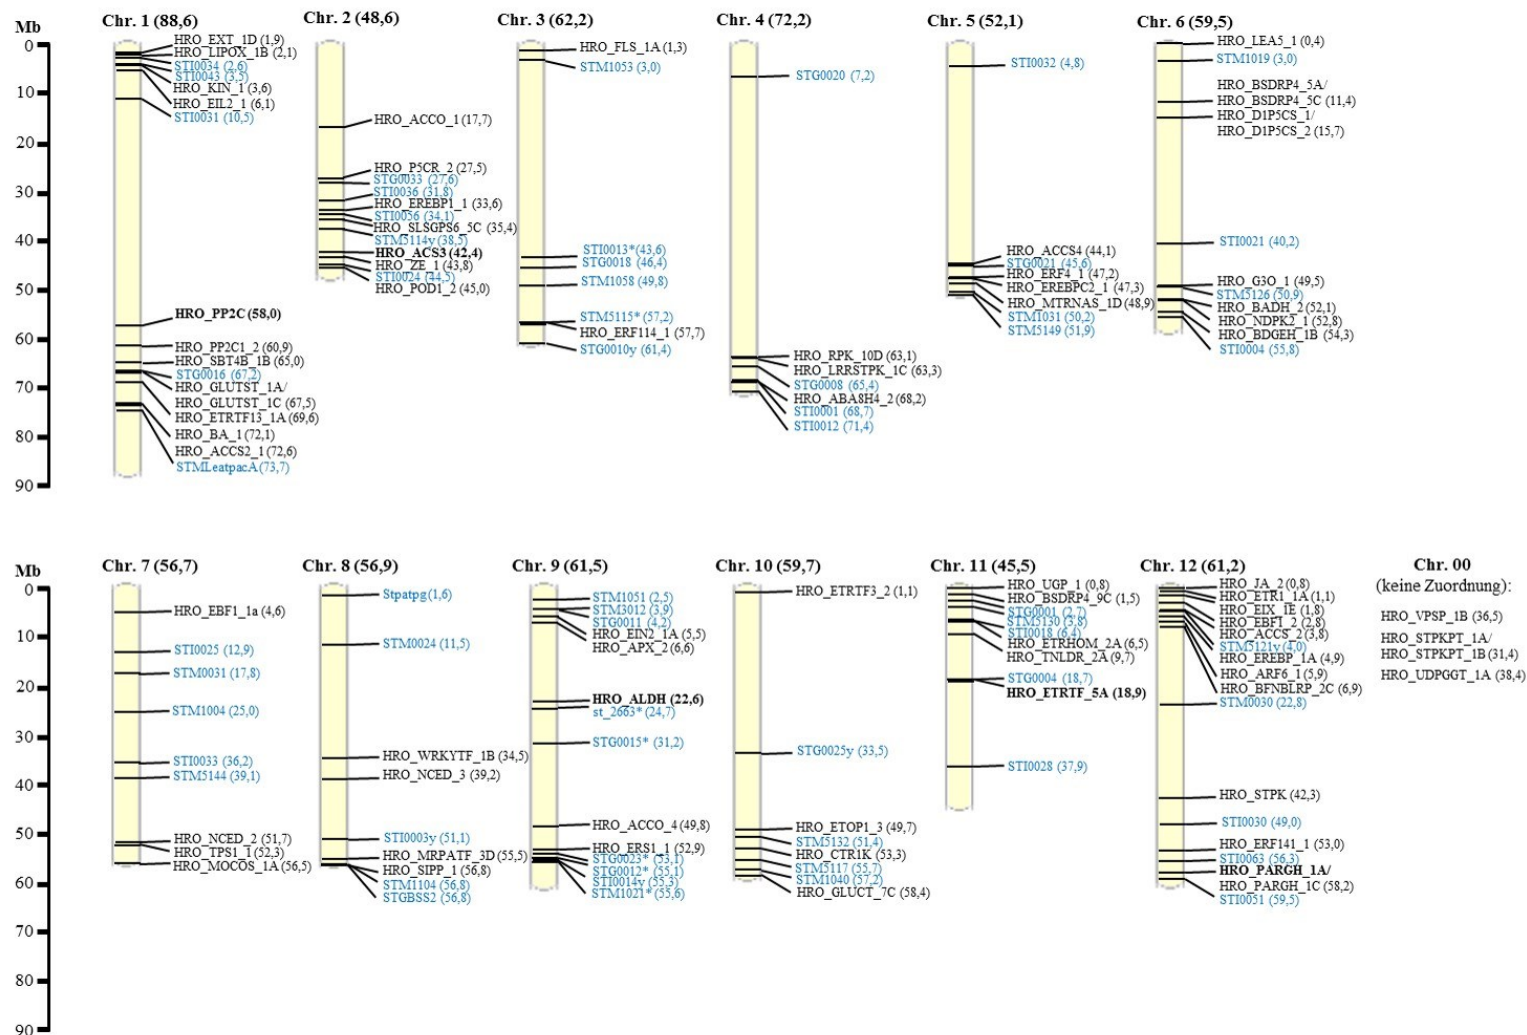 Mb
0
10
20
30
40
50
60
70
80
90
Chr. 1 (88,6)
HRO_EXT_1D (1,9)
HRO_LIPOX_1B (2,1)
STI0034 (2,6)
STI0043 (3,5)
HRO_KIN_1 (3,6)
HRO_EIL2_1 (6,1)
STI0031 (10,5)
HRO_PP2C (58,0)
HRO_PP2C1_2 (60,9)
HRO_SBT4B_1B (65,0)
STG0016 (67,2)
HRO_GLUTST_1A/
HRO_GLUTST_1C (67,5)
HRO_ETRTF13_1A (69,6)
HRO_BA_1 (72,1)
HRO_ACCS2_1 (72,6)
STMLeatpacA (73,7)
Chr. 2 (48,6)
HRO_ACCO_1 (17,7)
HRO_P5CR_2 (27,5)
STG0033 (27,6)
STI0036 (31,8)
HRO_EREBP1_1 (33,6)
STI0056 (34,1)
HRO_SLSGPS6_5C (35,4)
STM5114y (38,5)
HRO_ACS3 (42,4)
HRO_ZE_1 (43,8)
STI0024 (44,5)
HRO_POD1_2 (45,0)
Chr. 3 (62,2)
HRO_FLS_1A (1,3)
STM1053 (3,0)
STI0013* (43,6)
STG0018 (46,4)
STM1058 (49,8)
STM5115* (57,2)
HRO_ERF114_1 (57,7)
STG0010y (61,4)
Chr. 4 (72,2)
STG0020 (7,2)
HRO_RPK_10D (63,1)
HRO_LRRSTPK_1C (63,3)
STG0008 (65,4)
HRO_ABA8H4_2 (68,2)
STI0001 (68,7)
STI0012 (71,4)
Chr. 5 (52,1)
STI0032 (4,8)
HRO_ACCS4 (44,1)
STG0021 (45,6)
HRO_ERF4_1 (47,2)
HRO_EREBPC2_1 (47,3)
HRO_MTRNAS_1D (48,9)
STM1031 (50,2)
STM5149 (51,9)
Chr. 6 (59,5)
HRO_LEA5_1 (0,4)
STM1019 (3,0)
HRO_BSDRP4_5A/
HRO_BSDRP4_5C (11,4)
HRO_D1P5CS_1/
HRO_D1P5CS_2 (15,7)
STI0021 (40,2)
HRO_G3O_1 (49,5)
STM5126 (50,9)
HRO_BADH_2 (52,1)
HRO_NDPK2_1 (52,8)
HRO_BDGEH_1B (54,3)
STI0004 (55,8)
Mb
0
10
20
30
40
50
60
70
80
90
Chr. 7 (56,7)
HRO_EBF1_1a (4,6)
STI0025 (12,9)
STM0031 (17,8)
STM1004 (25,0)
STI0033 (36,2)
STM5144 (39,1)
HRO_NCED_2 (51,7)
HRO_TPS1_1 (52,3)
HRO_MOCOS_1A (56,5)
Chr. 8 (56,9)
Stpatpg (1,6)
STM0024 (11,5)
HRO_WRKYTF_1B (34,5)
HRO_NCED_3 (39,2)
STI0003y (51,1)
HRO_MRPATF_3D (55,5)
HRO_SIPP_1 (56,8)
STM1104 (56,8)
STGBSS2 (56,8)
Chr. 9 (61,5)
STM1051 (2,5)
STM3012 (3,9)
STG0011 (4,2)
HRO_EIN2_1A (5,5)
HRO_APX_2 (6,6)
HRO_ALDH (22,6)
st_2663* (24,7)
STG0015* (31,2)
HRO_ACCO_4 (49,8)
HRO_ERS1_1 (52,9)
STG0023* (53,1)
STG0012* (55,1)
STI0014y (55,3)
STM1021* (55,6)
Chr. 10 (59,7)
HRO_ETRTF3_2 (1,1)
STG0025y (33,5)
HRO_ETOP1_3 (49,7)
STM5132 (51,4)
HRO_CTR1K (53,3)
STM5117 (55,7)
STM1040 (57,2)
HRO_GLUCT_7C (58,4)
Chr. 11 (45,5)
HRO_UGP_1 (0,8)
HRO_BSDRP4_9C (1,5)
STG0001 (2,7)
STM5130 (3,8)
STI0018 (6,4)
HRO_ETRHOM_2A (6,5)
HRO_TNLDR_2A (9,7)
STG0004 (18,7)
HRO_ETRTF_5A (18,9)
STI0028 (37,9)
Chr. 12 (61,2)
HRO_JA_2 (0,8)
HRO_ETR1_1A (1,1)
HRO_EIX_1E (1,8)
HRO_EBF1_2 (2,8)
HRO_ACCS_2 (3,8)
STM5121y (4,0)
HRO_EREBP_1A (4,9)
HRO_ARF6_1 (5,9)
HRO_BFNBLRP_2C (6,9)
STM0030 (22,8)
HRO_STPK (42,3)
STI0030 (49,0)
HRO_ERF141_1 (53,0)
STI0063 (56,3)
HRO_PARGH_1A/
HRO_PARGH_1C (58,2)
STI0051 (59,5)
Chr. 00
(keine Zuordnung):
HRO_VPSP_1B (36,5)
HRO_STPKPT_1A/
HRO_STPKPT_1B (31,4)
HRO_UDPGGT_1A (38,4)